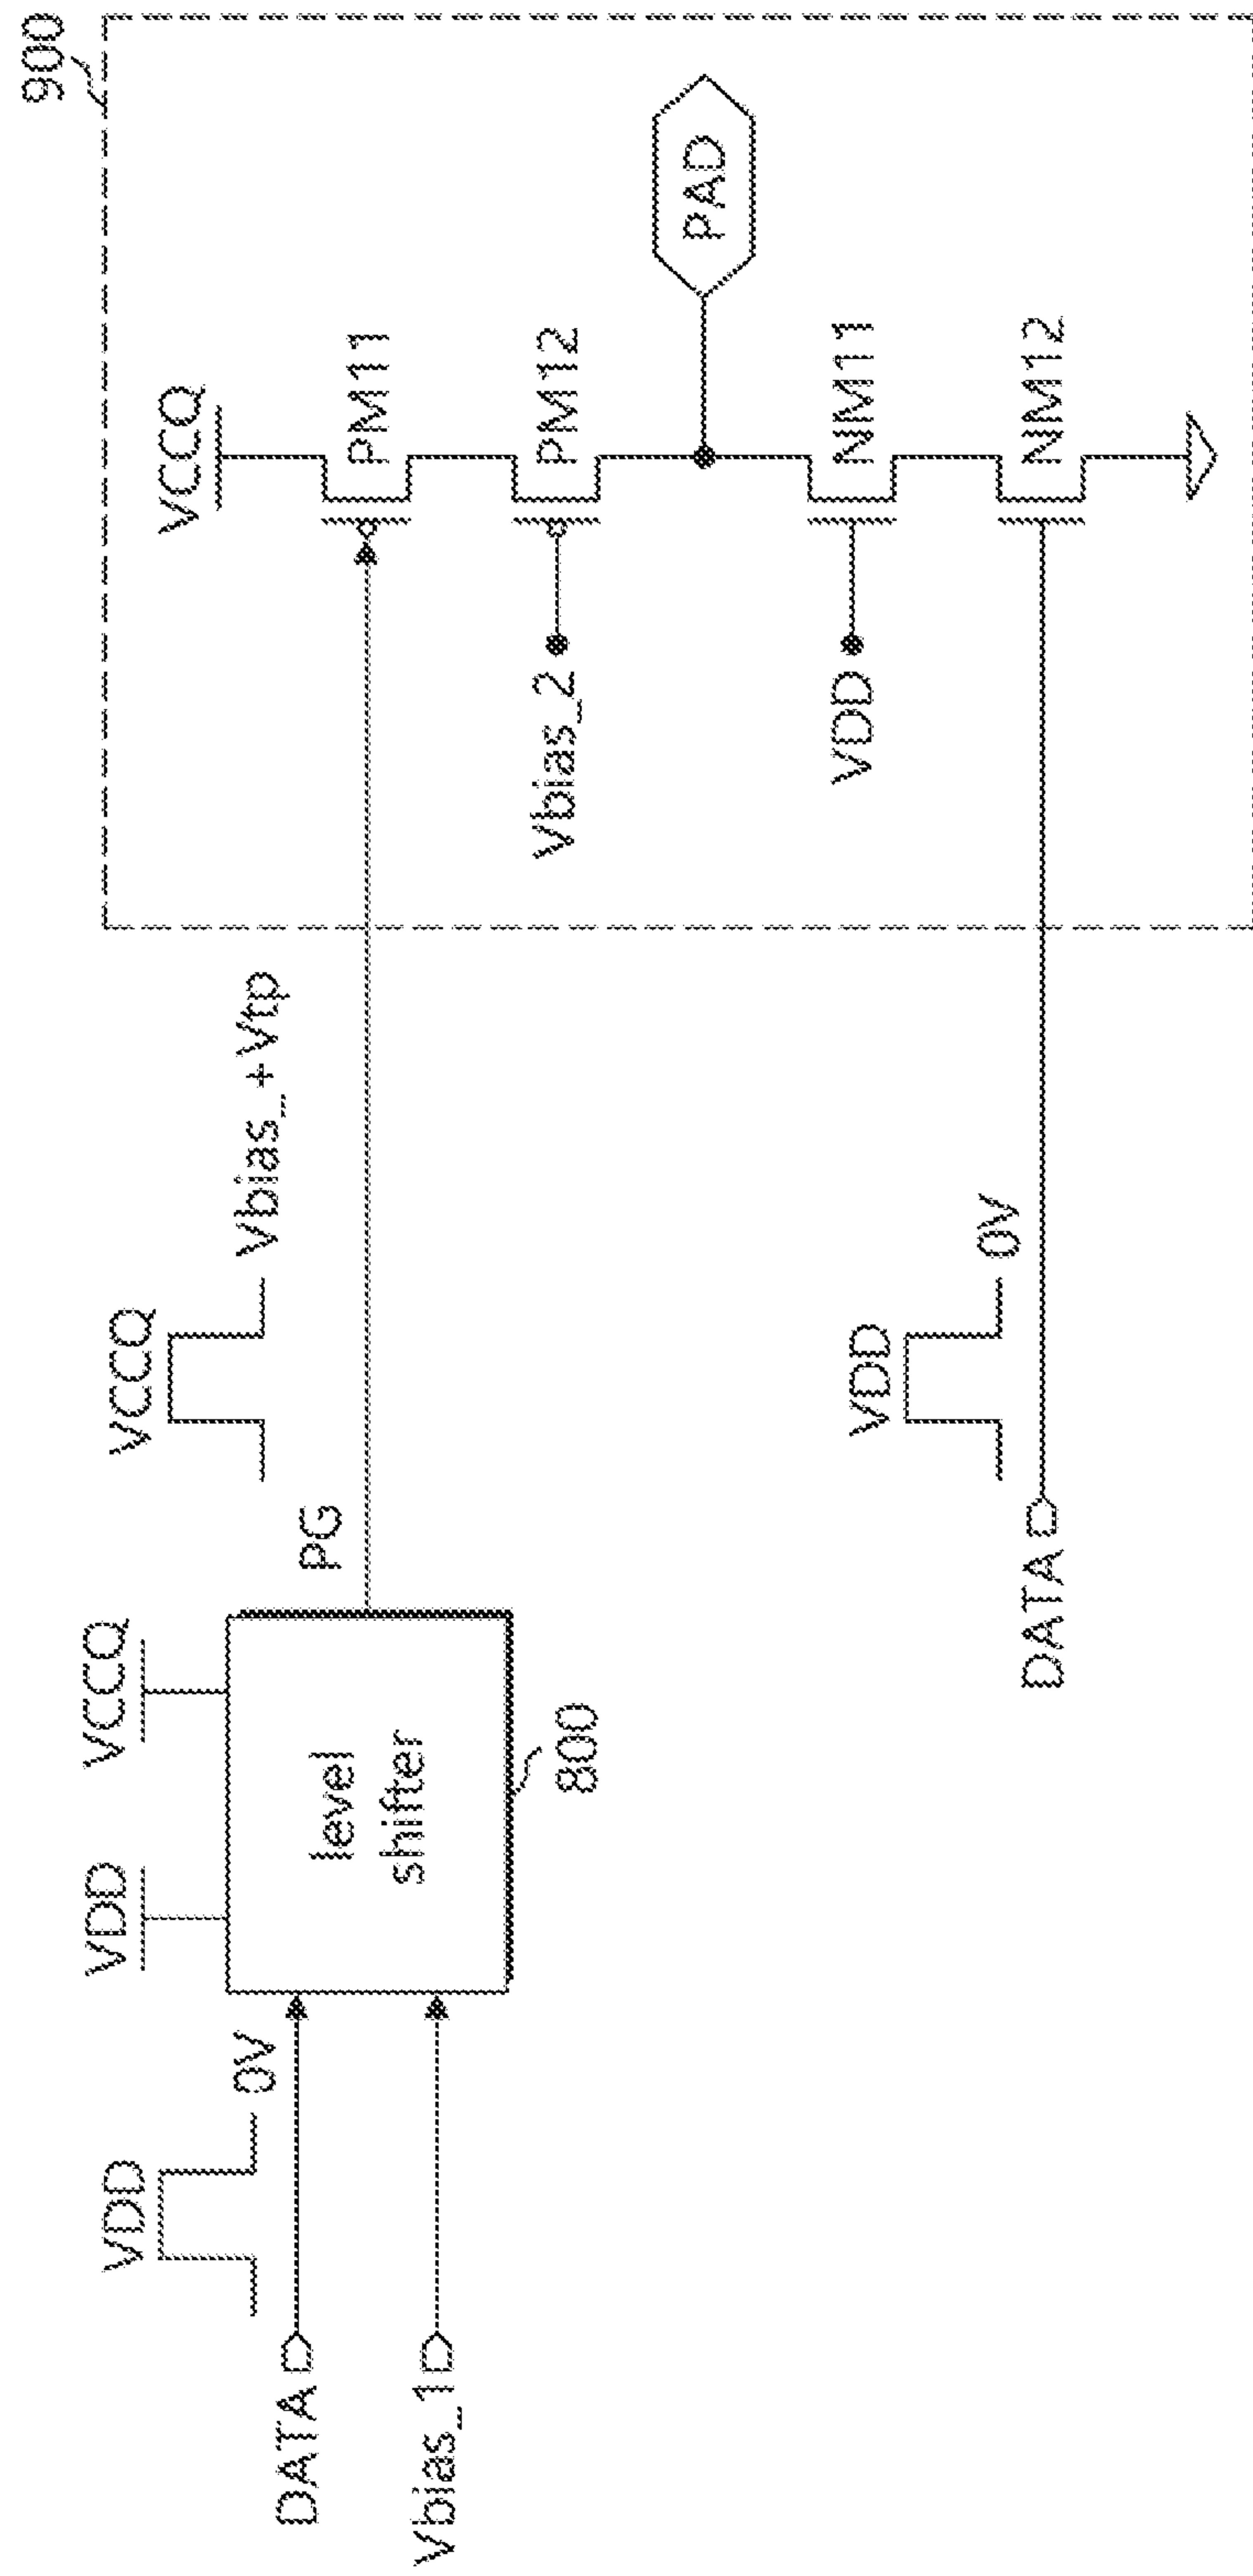 900
VCCQ
PM11
PM12
PAD
NM11
NM12
Vbias_2
VDD
VCCQ
Vbias_+Vtp
PG
VDD
0V
DATA
VDD
VCCQ
level
shifter
800
VDD
0V
DATA
Vbias_1